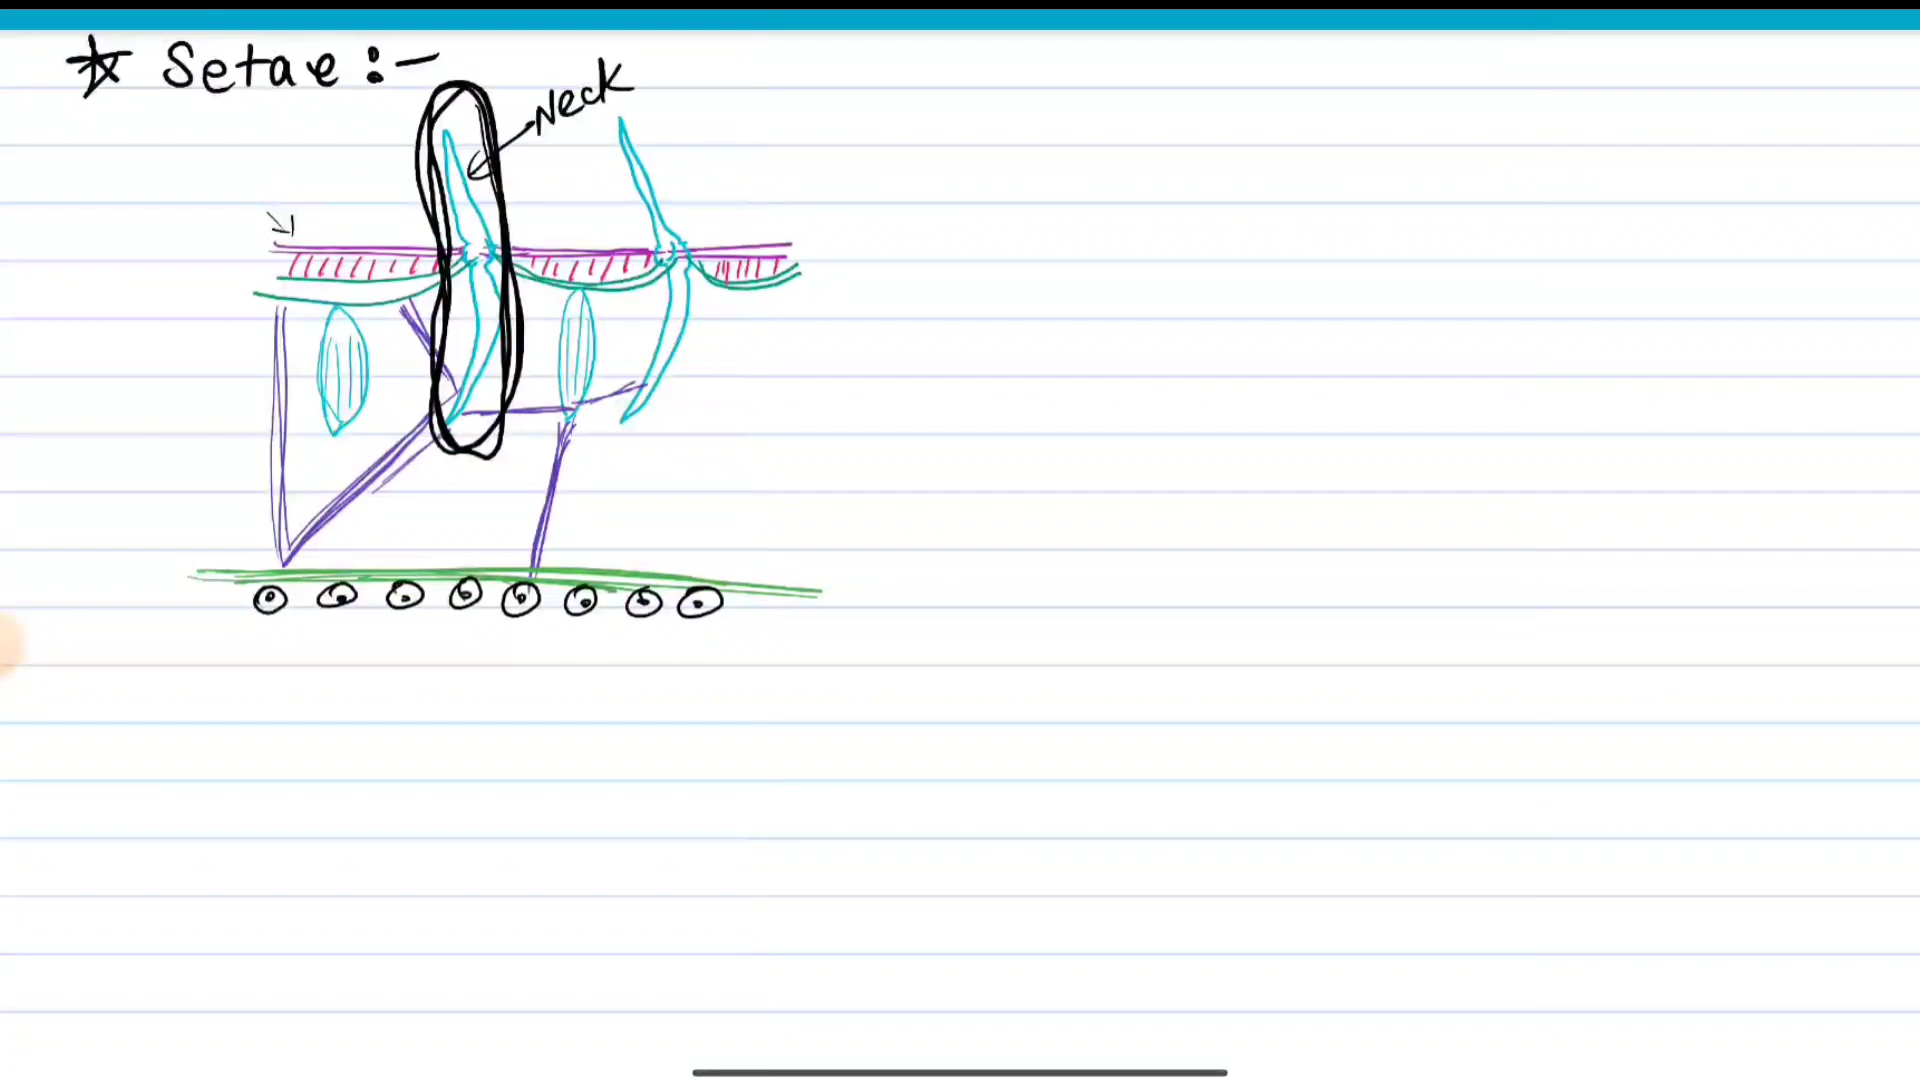 ☆ Setae :-
Neck